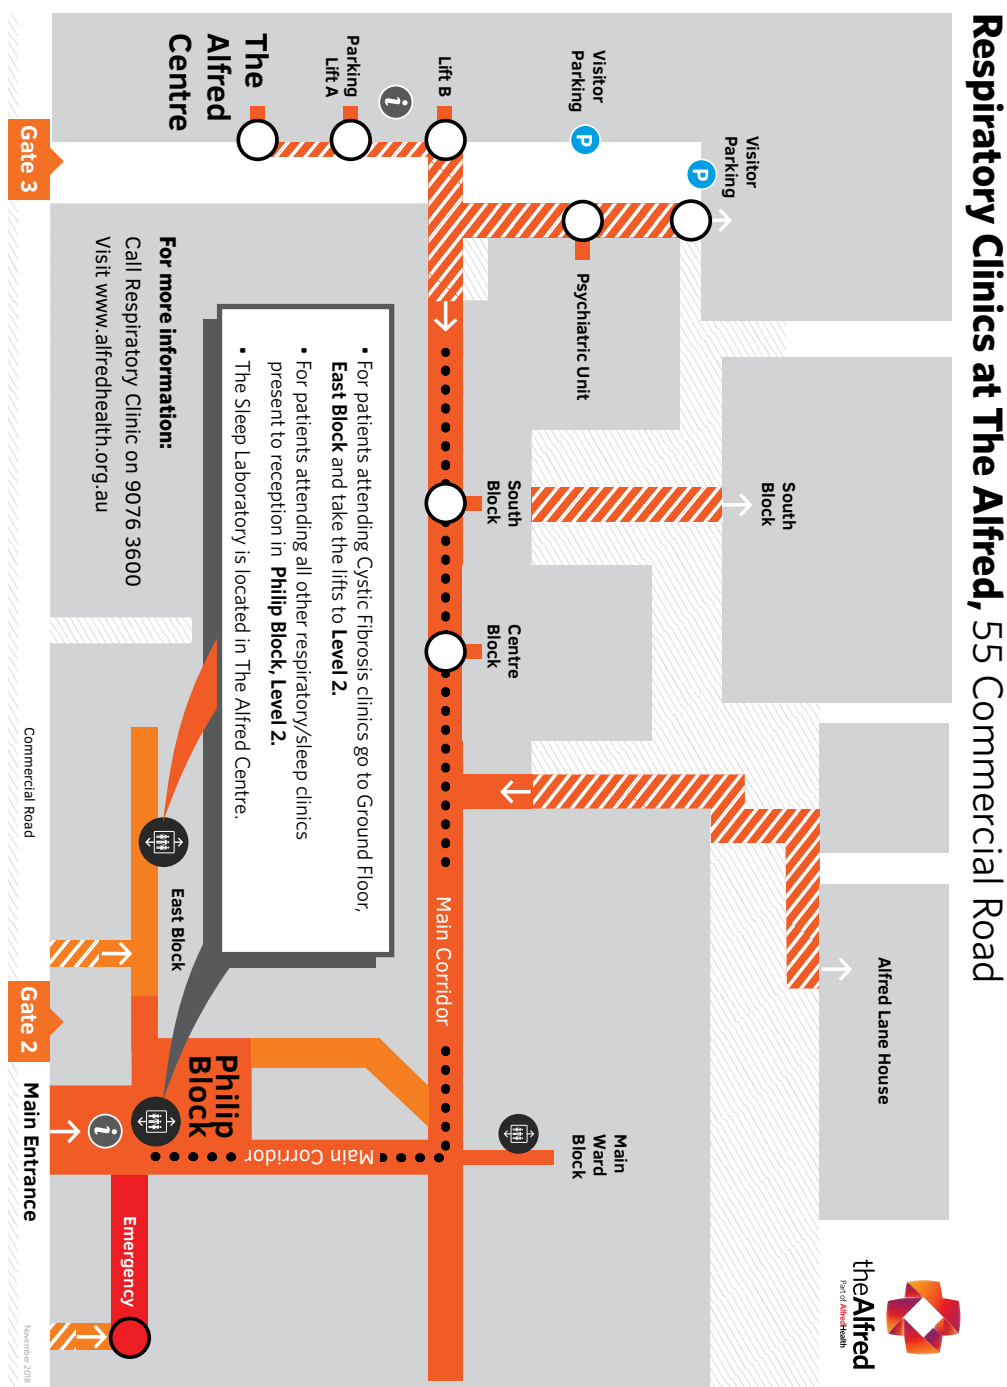 Respiratory Clinics at The Alfred, 55 Commercial Road
Visitor
Parking
P
Visitor
Parking
P
Lift B
i
Parking
Lift A
The
Alfred
Centre
Gate 3
Psychiatric Unit
South
Block
South
Block
Centre
Block
Alfred Lane House
• For patients attending Cystic Fibrosis clinics go to Ground Floor,
East Block and take the lifts to Level 2.
• For patients attending all other respiratory/sleep clinics
present to reception in Philip Block, Level 2.
• The Sleep Laboratory is located in The Alfred Centre.
For more information:
Call Respiratory Clinic on 9076 3600
Visit www.alfredhealth.org.au
Main Corridor
Main
Ward
Block
East Block
Philip
Block
Main Corridor
i
Emergency
Commercial Road
Gate 2
Main Entrance
theAlfred
Part of AlfredHealth
November 2018